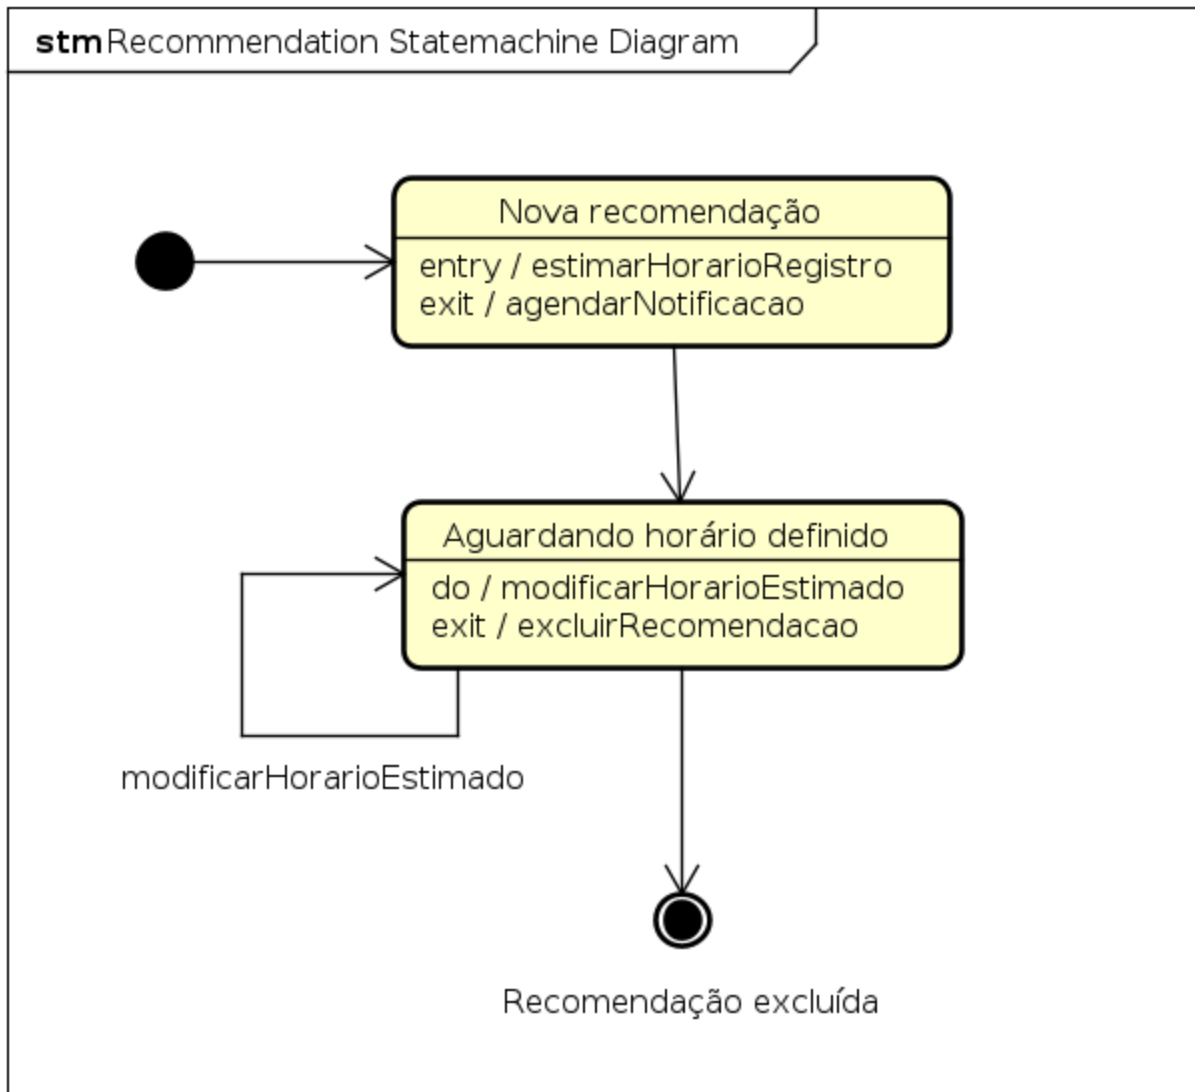 stm Recommendation Statemachine Diagram
Nova recomendação
entry / estimarHorarioRegistro
exit / agendarNotificacao
Aguardando horário definido
do / modificarHorarioEstimado
exit / excluirRecomendacao
modificarHorarioEstimado
Recomendação excluída